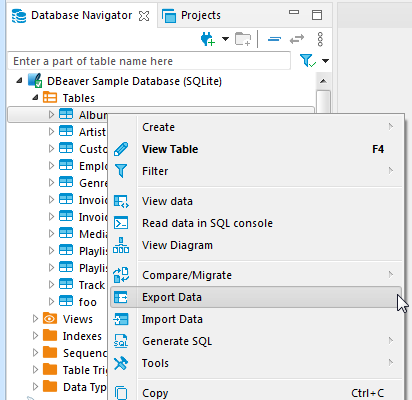 Database Navigator
Projects
Enter a part of table name here
DBeaver Sample Database (SQLite)
Tables
Album
Create
Artist
View Table F4
Custo
Filter
Emplo
Genre
View data
Invoic
Read data in SQL console
Invoic
View Diagram
Media
Playlis
Compare/Migrate
Playlis
Export Data
Track
Import Data
foo
Generate SQL
Views
Indexes
Tools
Sequenc
Table Trig
Data Typ
Copy Ctrl+C